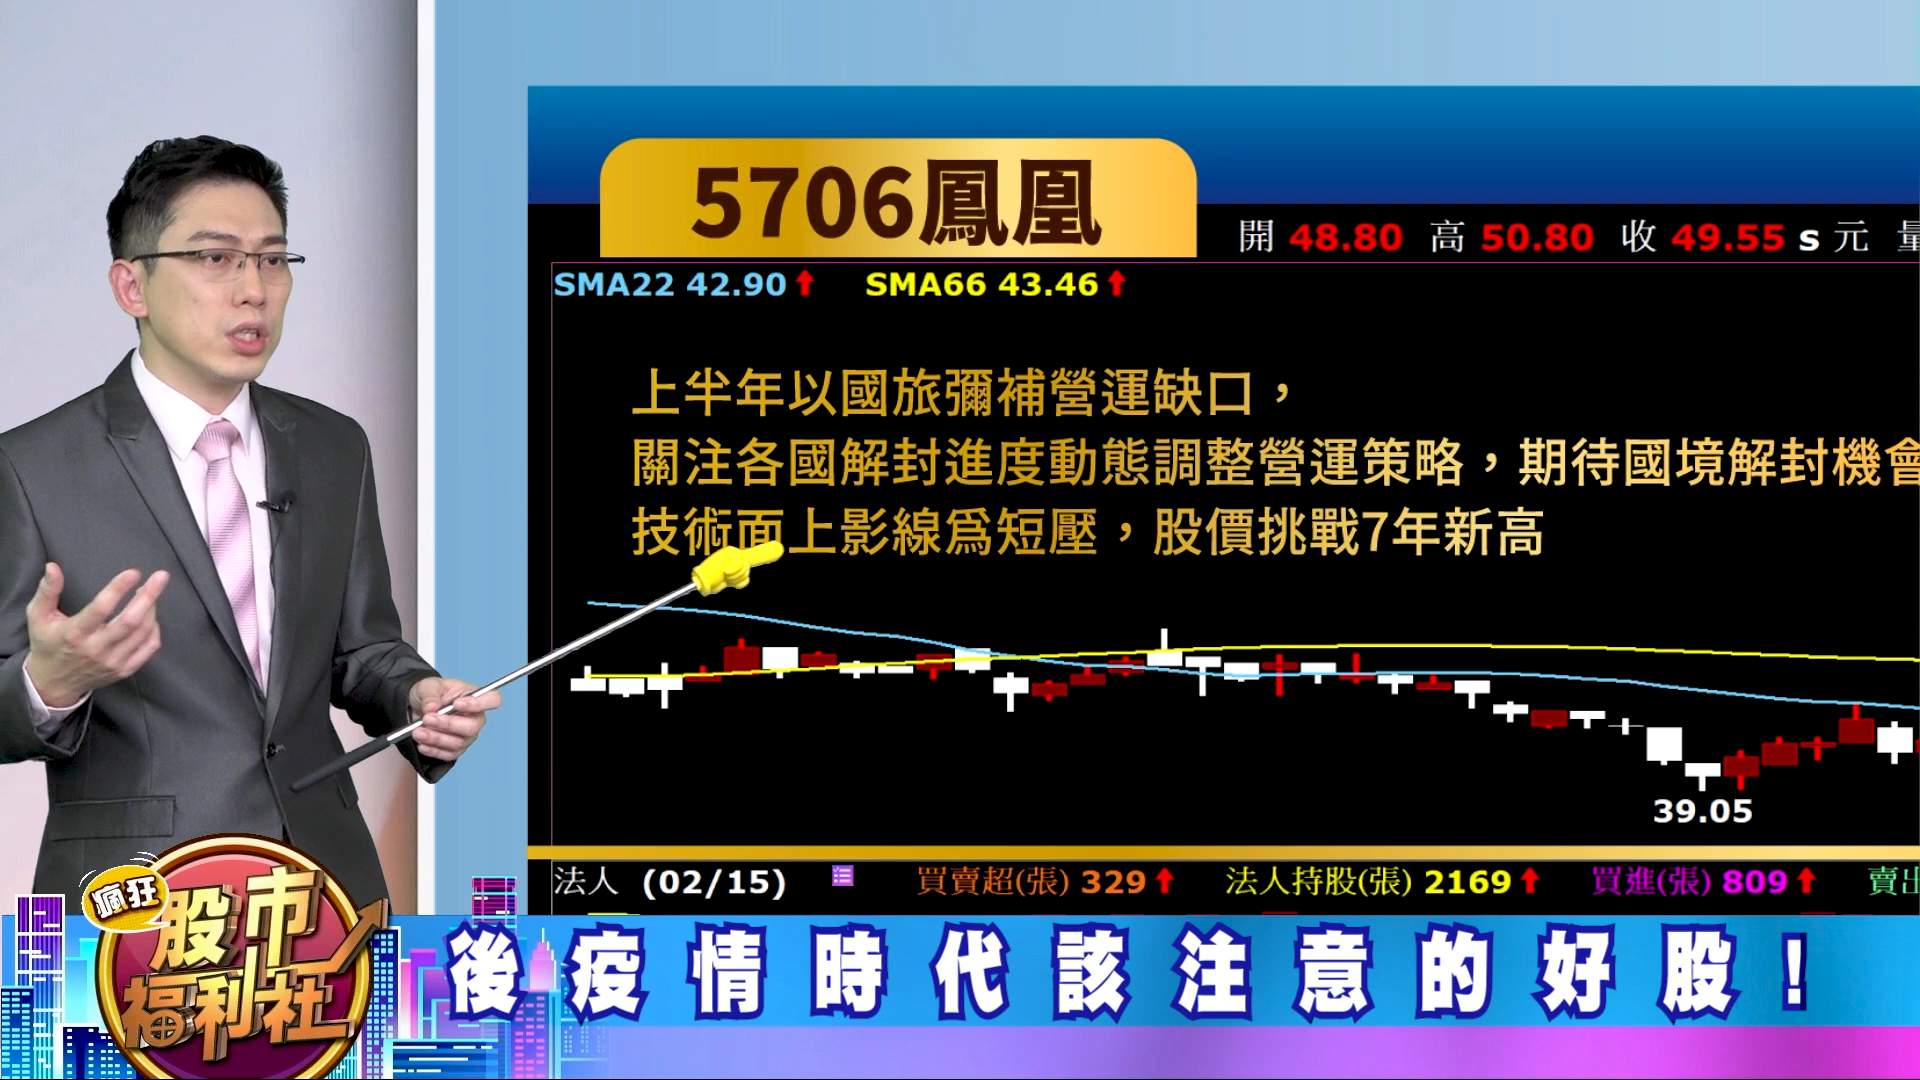 5706鳳凰
開 48.80 高 50.80 收 49.55 s 元 量
SMA22 42.90↑ SMA66 43.46↑
上半年以國旅彌補營運缺口，
關注各國解封進度動態調整營運策略，期待國境解封機會
技術面上影線為短壓，股價挑戰7年新高
39.05
法人 (02/15) 買賣超(張) 329↑ 法人持股(張) 2169↑ 買進(張) 809↑ 賣出
瘋狂
股市
福利社
後疫情時代該注意的好股！